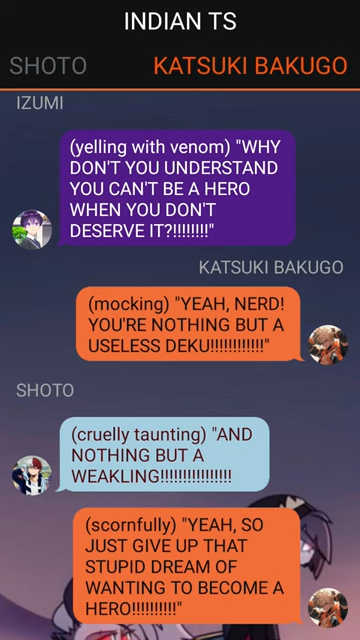 INDIAN TS
SHOTO KATSUKI BAKUGO
IZUMI
(yelling with venom) "WHY
DON'T YOU UNDERSTAND
YOU CAN'T BE A HERO
WHEN YOU DON'T
DESERVE IT?!!!!!!!!"
KATSUKI BAKUGO
(mocking) "YEAH, NERD!
YOU'RE NOTHING BUT A
USELESS DEKU!!!!!!!!!!!!"
SHOTO
(cruelly taunting) "AND
NOTHING BUT A
WEAKLING!!!!!!!!!!!!!!!!
(scornfully) "YEAH, SO
JUST GIVE UP THAT
STUPID DREAM OF
WANTING TO BECOME A
HERO!!!!!!!!!!"